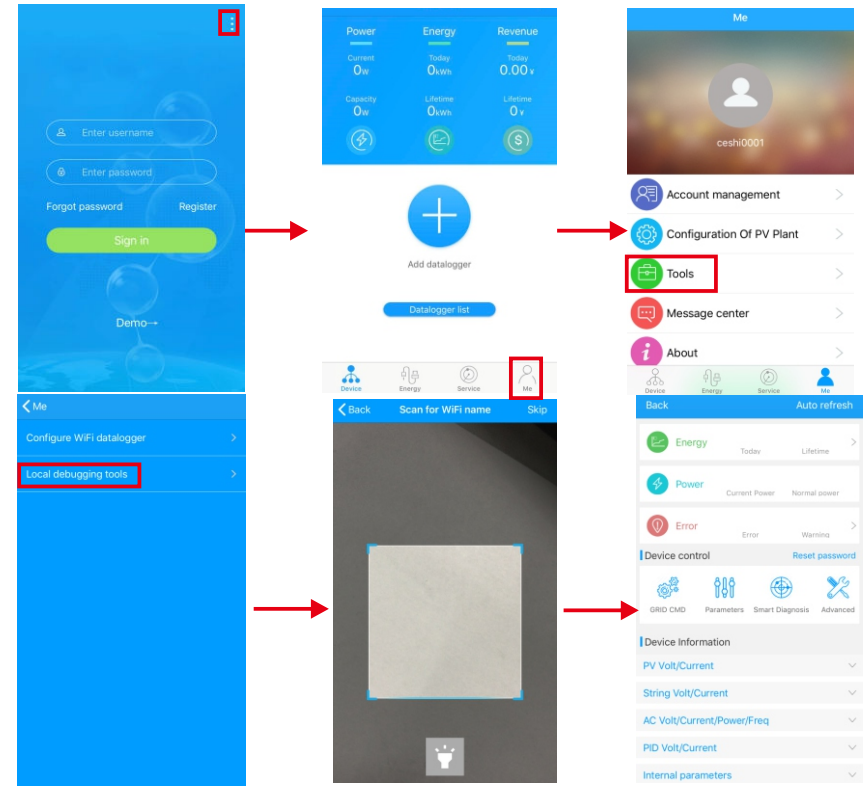 Enter username
Enter password
Forgot password Register
Sign in
Demo→
Power Energy Revenue
Current Today Today
0w 0kWh 0.00 ¥
Capacity Lifetime Lifetime
0w 0kWh 0 ¥
Add datalogger
Datalogger list
Device Energy Service Me
Me
ceshi0001
Account management
Configuration Of PV Plant
Tools
Message center
About
Device Energy Service Me
Me
Configure WiFi datalogger
Local debugging tools
Back Scan for WiFi name Skip
Back Auto refresh
Energy
Today Lifetime
Power
Current Power Normal power
Error
Error Warning
Device control Reset password
GRID CMD Parameters Smart Diagnosis Advanced
Device Information
PV Volt/Current
String Volt/Current
AC Volt/Current/Power/Freq
PID Volt/Current
Internal parameters